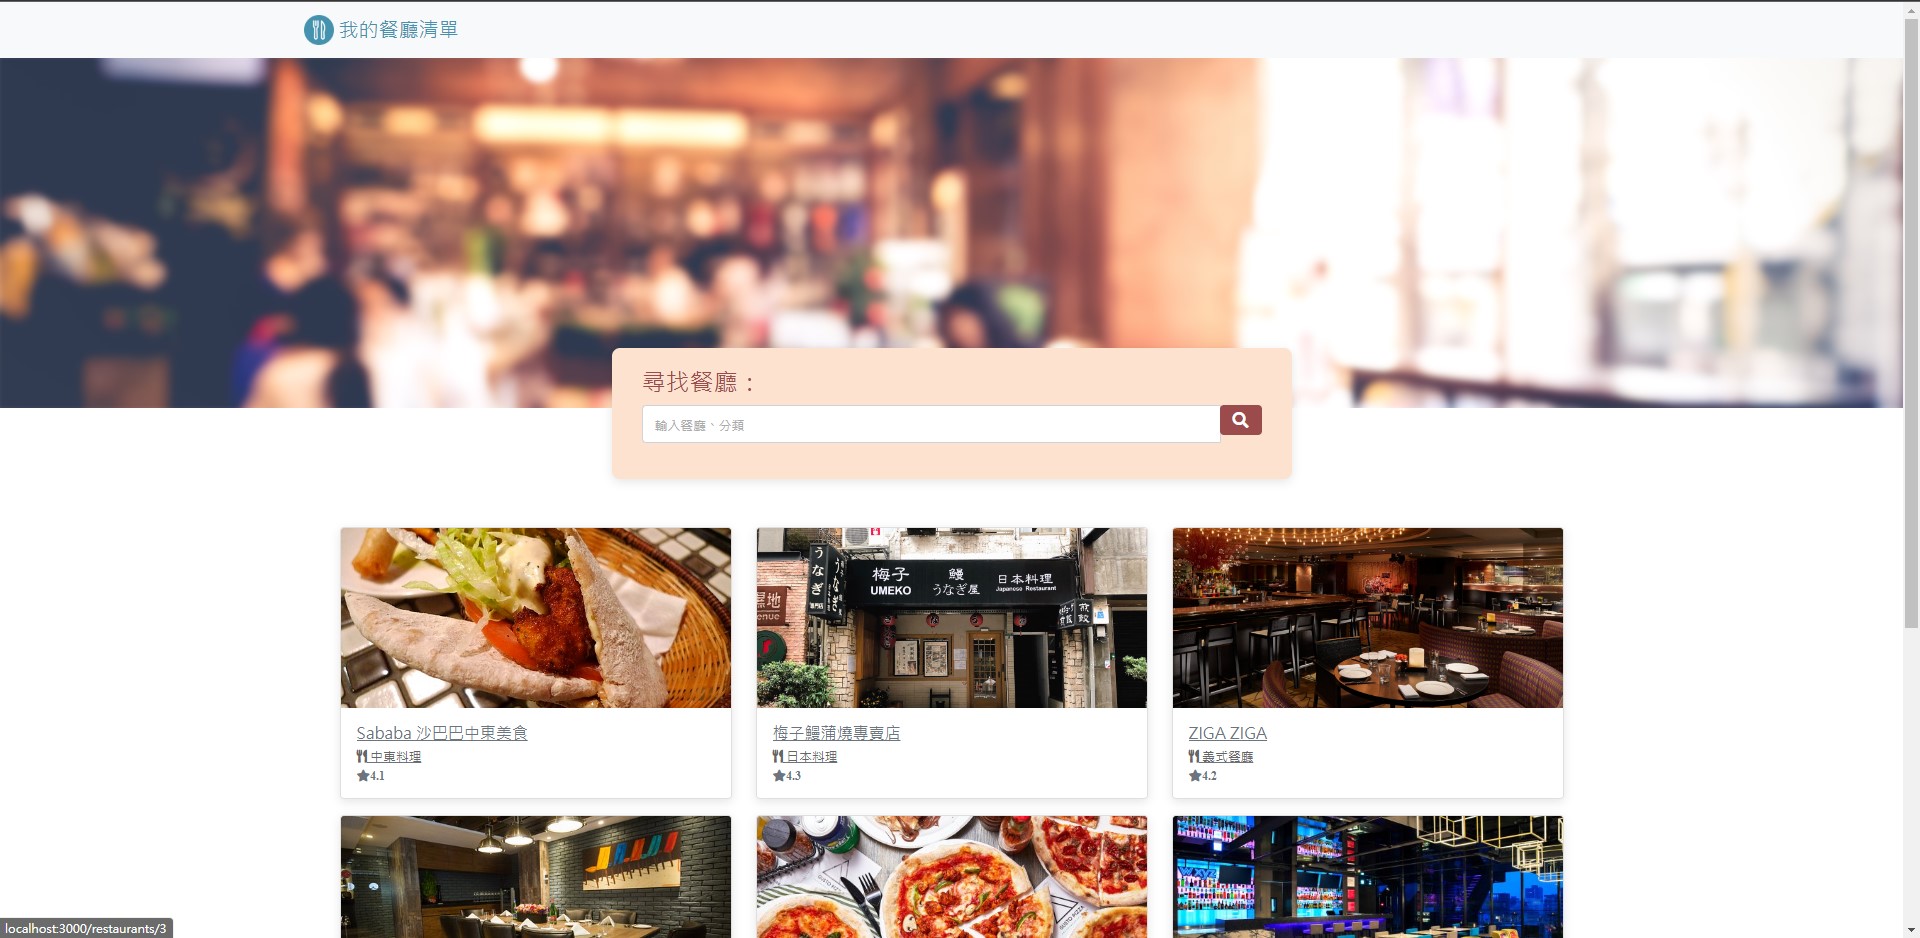 我的餐廳清單
尋找餐廳：
輸入餐廳、分類
うなぎ
梅子
UMEKO
鰻
うなぎ屋
日本料理
Japanese Restaurant
Sababa 沙巴巴中東美食
中東料理
4.1
梅子鰻蒲燒專賣店
日本料理
4.3
ZIGA ZIGA
義式餐廳
4.2
localhost:3000/restaurants/3